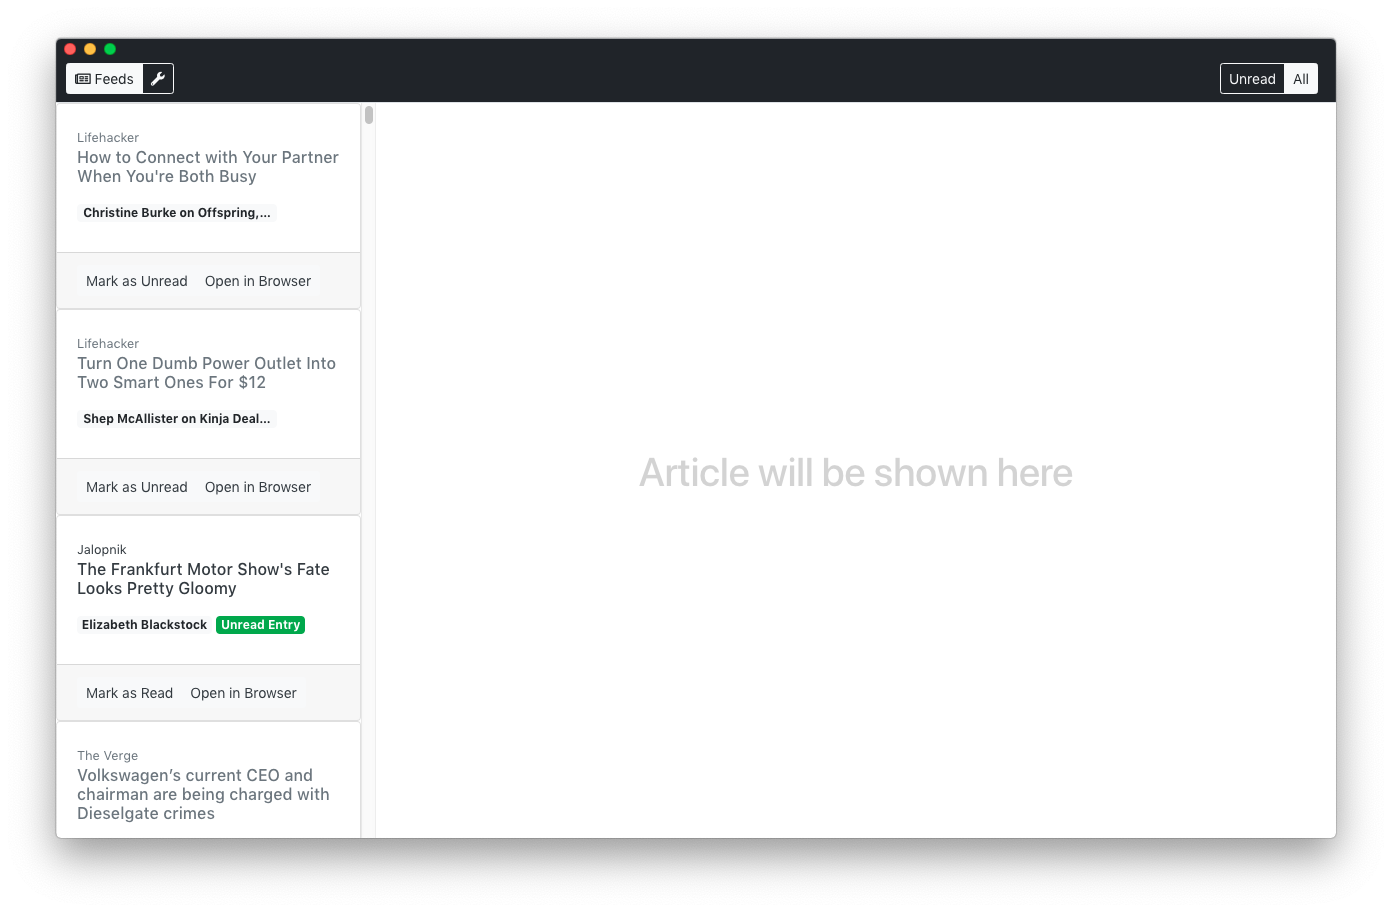 Feeds
Unread All
Lifehacker
How to Connect with Your Partner
When You're Both Busy
Christine Burke on Offspring,...
Mark as Unread Open in Browser
Lifehacker
Turn One Dumb Power Outlet Into
Two Smart Ones For $12
Shep McAllister on Kinja Deal...
Mark as Unread Open in Browser
Jalopnik
The Frankfurt Motor Show's Fate
Looks Pretty Gloomy
Elizabeth Blackstock Unread Entry
Mark as Read Open in Browser
The Verge
Volkswagen’s current CEO and
chairman are being charged with
Dieselgate crimes
Article will be shown here